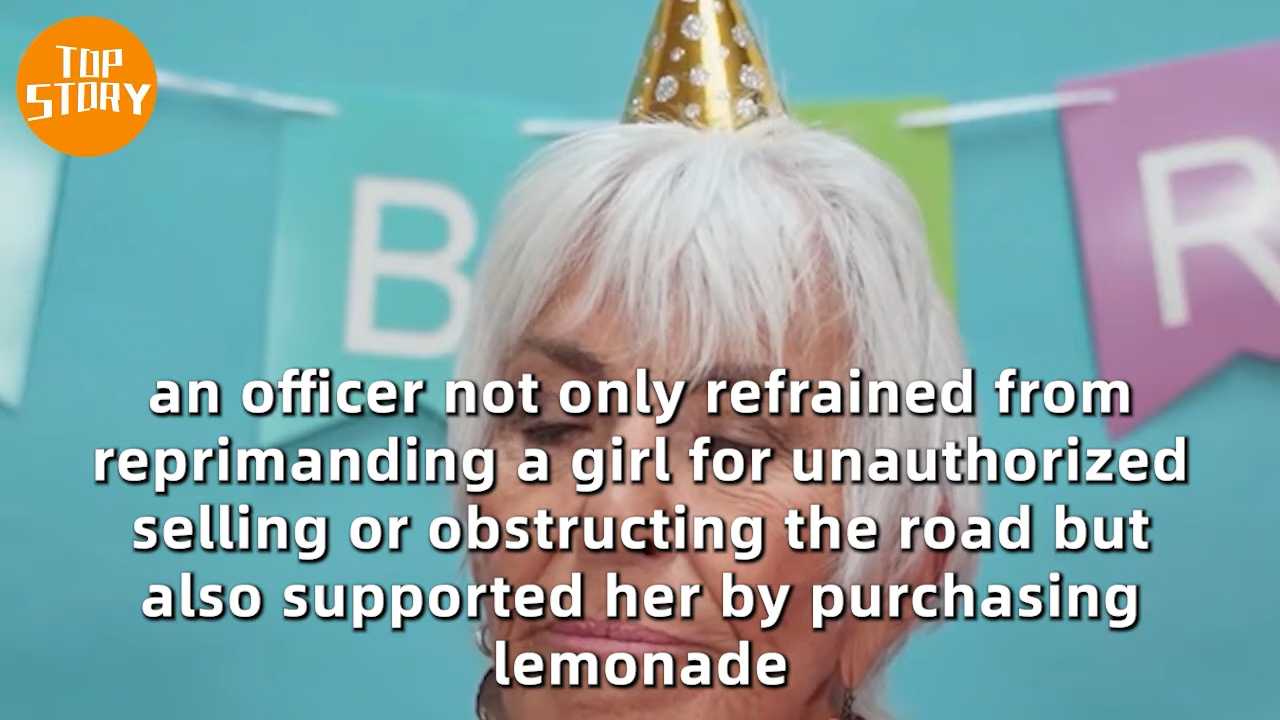 TOP
STORY
B
R
an officer not only refrained from
reprimanding a girl for unauthorized
selling or obstructing the road but
also supported her by purchasing
lemonade